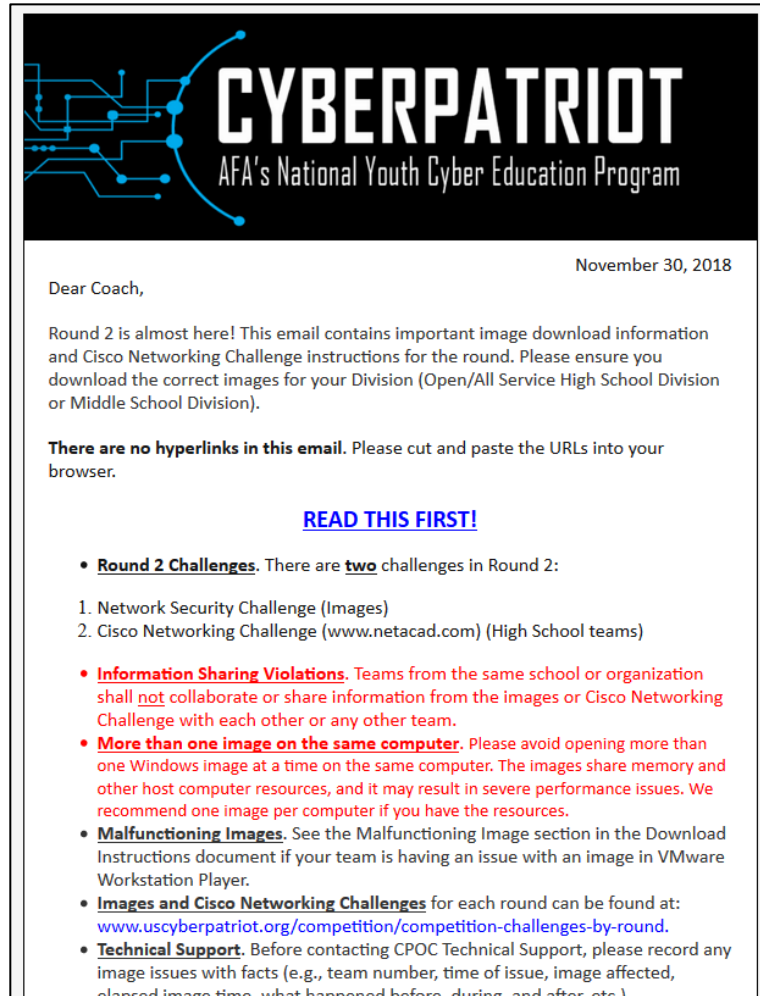 CYBERPATRIOT
AFA's National Youth Cyber Education Program
November 30, 2018
Dear Coach,
Round 2 is almost here! This email contains important image download information
and Cisco Networking Challenge instructions for the round. Please ensure you
download the correct images for your Division (Open/All Service High School Division
or Middle School Division).
There are no hyperlinks in this email. Please cut and paste the URLs into your
browser.
READ THIS FIRST!
• Round 2 Challenges. There are two challenges in Round 2:
1. Network Security Challenge (Images)
2. Cisco Networking Challenge (www.netacad.com) (High School teams)
• Information Sharing Violations. Teams from the same school or organization
shall not collaborate or share information from the images or Cisco Networking
Challenge with each other or any other team.
• More than one image on the same computer. Please avoid opening more than
one Windows image at a time on the same computer. The images share memory and
other host computer resources, and it may result in severe performance issues. We
recommend one image per computer if you have the resources.
• Malfunctioning Images. See the Malfunctioning Image section in the Download
Instructions document if your team is having an issue with an image in VMware
Workstation Player.
• Images and Cisco Networking Challenges for each round can be found at:
www.uscyberpatriot.org/competition/competition-challenges-by-round.
• Technical Support. Before contacting CPOC Technical Support, please record any
image issues with facts (e.g., team number, time of issue, image affected,
elapsed image time, what happened before, during, and after, etc.)